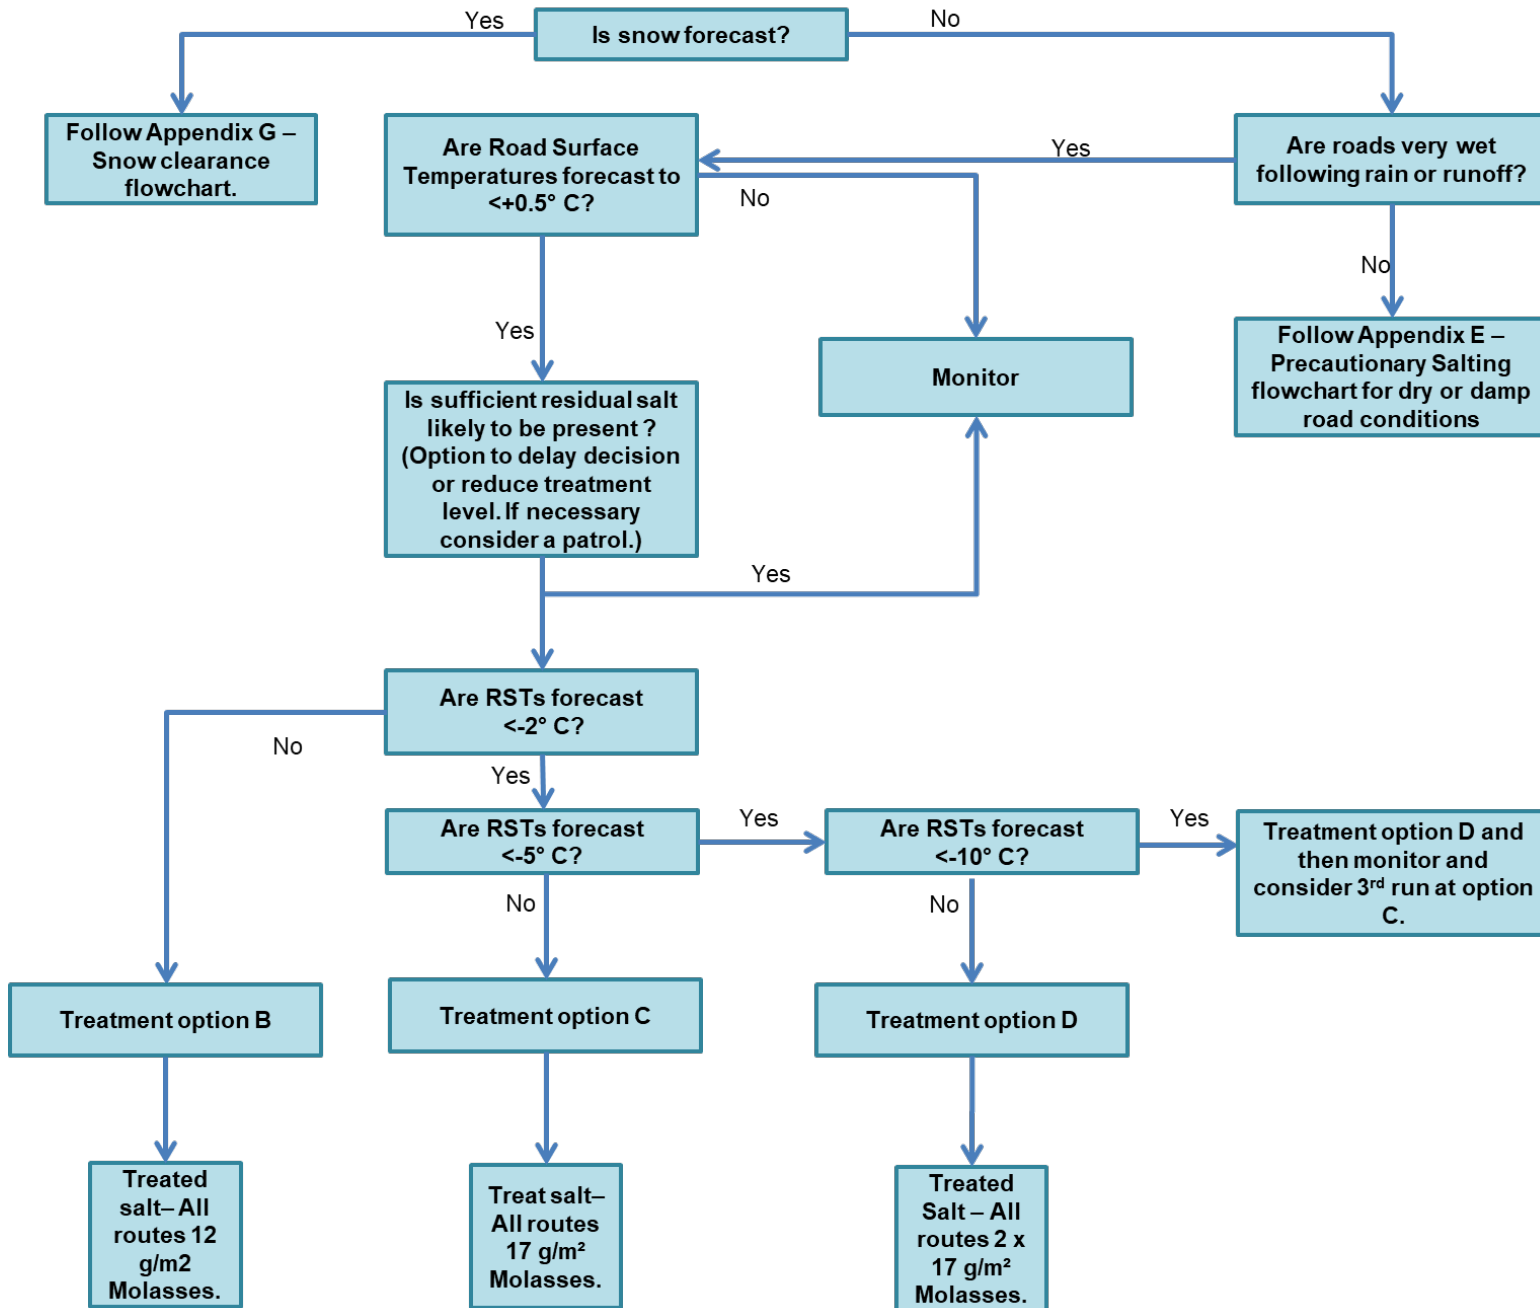 Yes
Is snow forecast?
No
Follow Appendix G –
Snow clearance
flowchart.
Are Road Surface
Temperatures forecast to
<+0.5° C?
Yes
No
Are roads very wet
following rain or runoff?
No
Yes
Monitor
Follow Appendix E –
Precautionary Salting
flowchart for dry or damp
road conditions
Is sufficient residual salt
likely to be present ?
(Option to delay decision
or reduce treatment
level. If necessary
consider a patrol.)
Yes
Are RSTs forecast
<-2° C?
No
Yes
Are RSTs forecast
<-5° C?
Yes
Are RSTs forecast
<-10° C?
Yes
Treatment option D and
then monitor and
consider 3rd run at option
C.
No
No
Treatment option B
Treatment option C
Treatment option D
Treated
salt– All
routes 12
g/m2
Molasses.
Treat salt–
All routes
17 g/m²
Molasses.
Treated
Salt – All
routes 2 x
17 g/m²
Molasses.